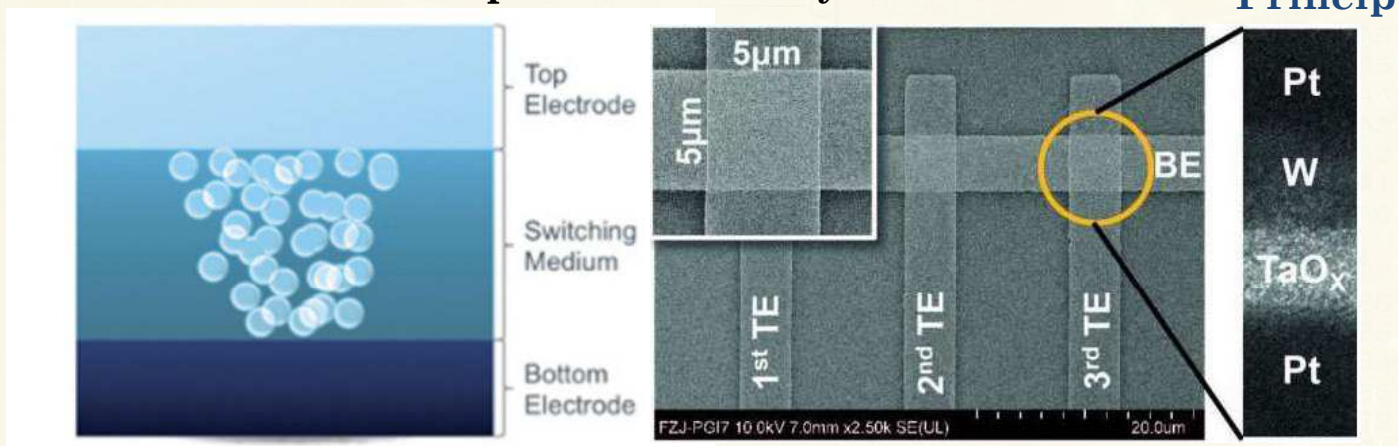 Top
Electrode
Switching
Medium
Bottom
Electrode
5µm
5µm
BE
1st TE
2nd TE
3rd TE
FZJ-PGI7 10.0kV 7.0mm x2.50k SE(UL)
20.0um
Pt
W
TaOx
Pt